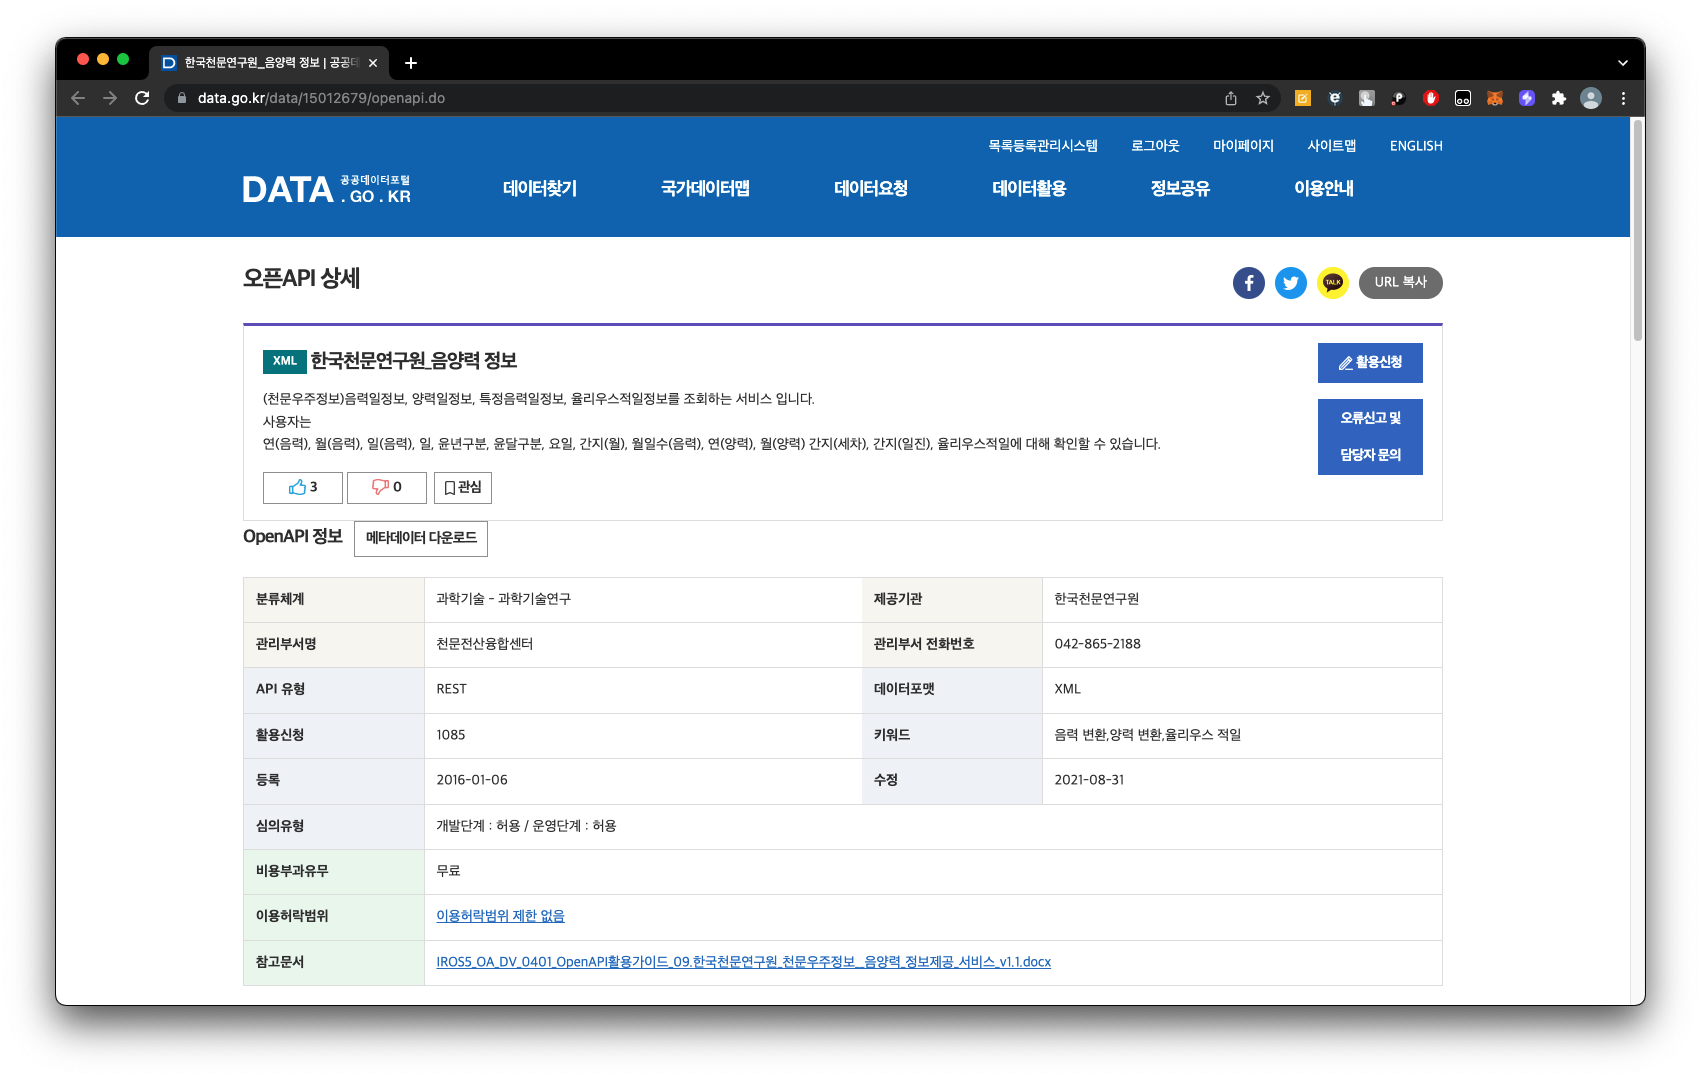 한국천문연구원_음양력 정보 | 공공데
data.go.kr/data/15012679/openapi.do
목록등록관리시스템 로그아웃 마이페이지 사이트맵 ENGLISH
DATA 공공데이터포털 . GO . KR
데이터찾기 국가데이터맵 데이터요청 데이터활용 정보공유 이용안내
오픈API 상세
TALK URL 복사
XML 한국천문연구원_음양력 정보
활용신청
(천문우주정보)음력일정보, 양력일정보, 특정음력일정보, 율리우스적일정보를 조회하는 서비스 입니다.
사용자는
연(음력), 월(음력), 일(음력), 일, 윤년구분, 윤달구분, 요일, 간지(월), 월일수(음력), 연(양력), 월(양력) 간지(세차), 간지(일진), 율리우스적일에 대해 확인할 수 있습니다.
오류신고 및
담당자 문의
3 0 관심
OpenAPI 정보 메타데이터 다운로드
분류체계 과학기술 - 과학기술연구 제공기관 한국천문연구원
관리부서명 천문전산융합센터 관리부서 전화번호 042-865-2188
API 유형 REST 데이터포맷 XML
활용신청 1085 키워드 음력 변환,양력 변환,율리우스 적일
등록 2016-01-06 수정 2021-08-31
심의유형 개발단계 : 허용 / 운영단계 : 허용
비용부과유무 무료
이용허락범위 이용허락범위 제한 없음
참고문서 IROS5_OA_DV_0401_OpenAPI활용가이드_09.한국천문연구원_천문우주정보__음양력_정보제공_서비스_v1.1.docx